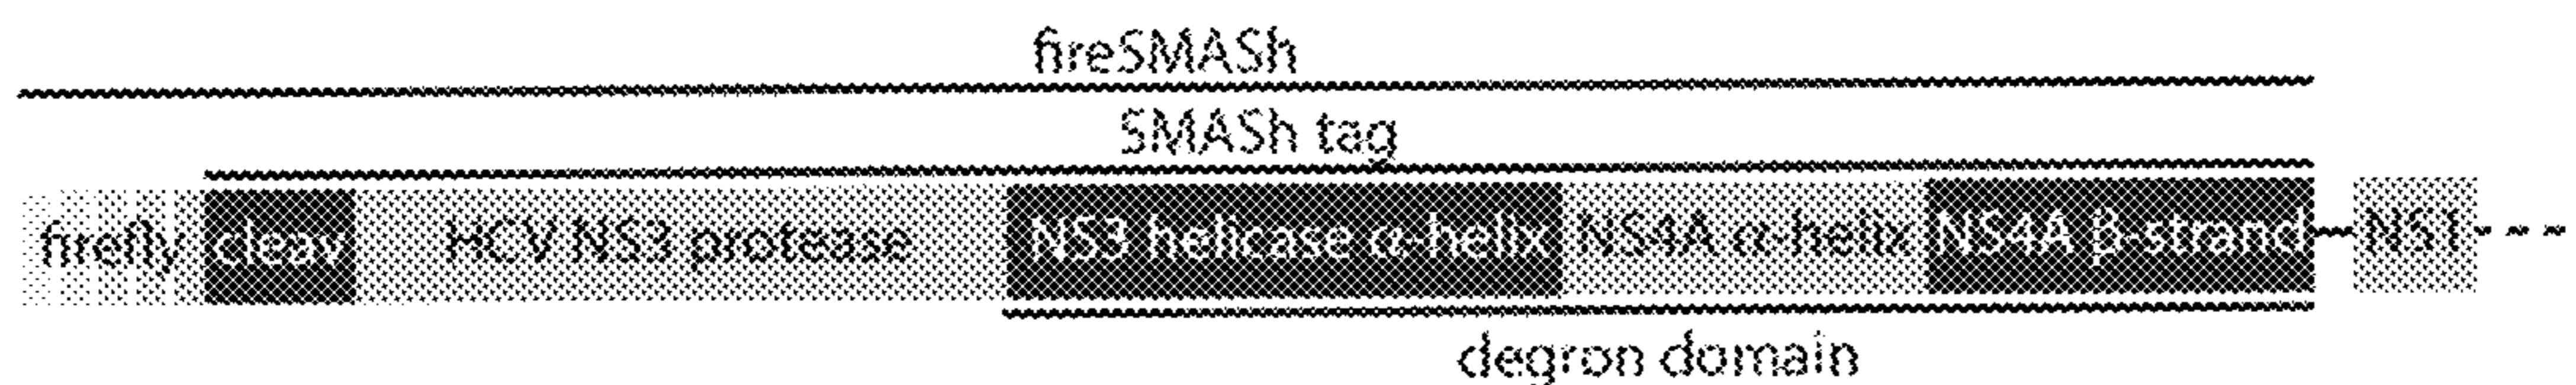 fireSMASh
SMASh tag
firefly cleav HCV NS3 protease NS3 helicase α-helix NS4A α-helix NS4A β-strand NS1
degron domain